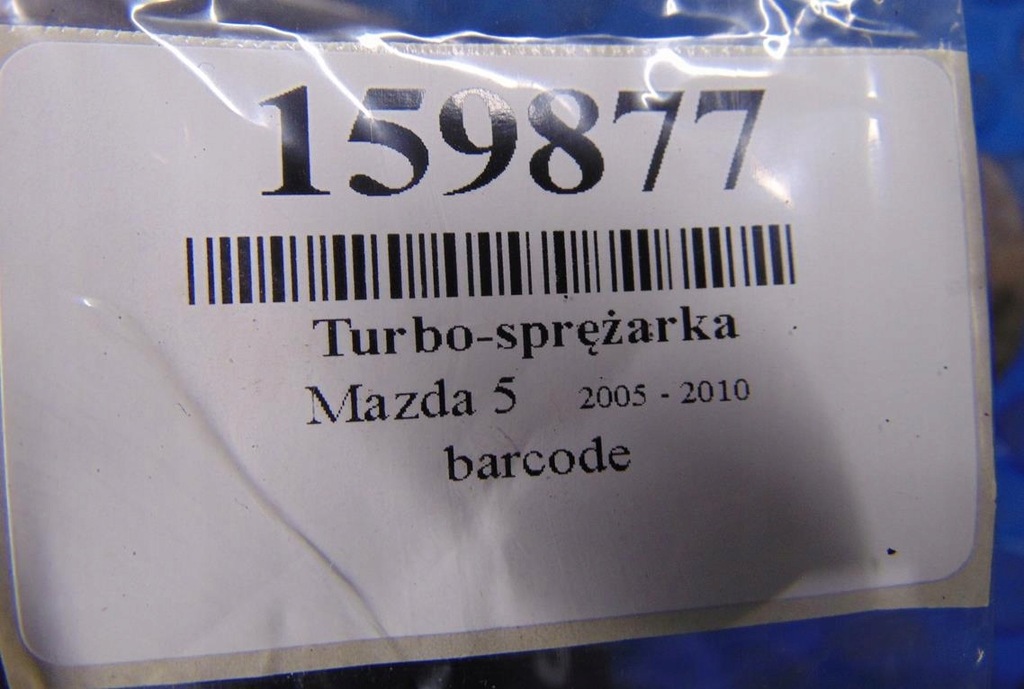 159877
Turbo-sprężarka
Mazda 5 2005 - 2010
barcode